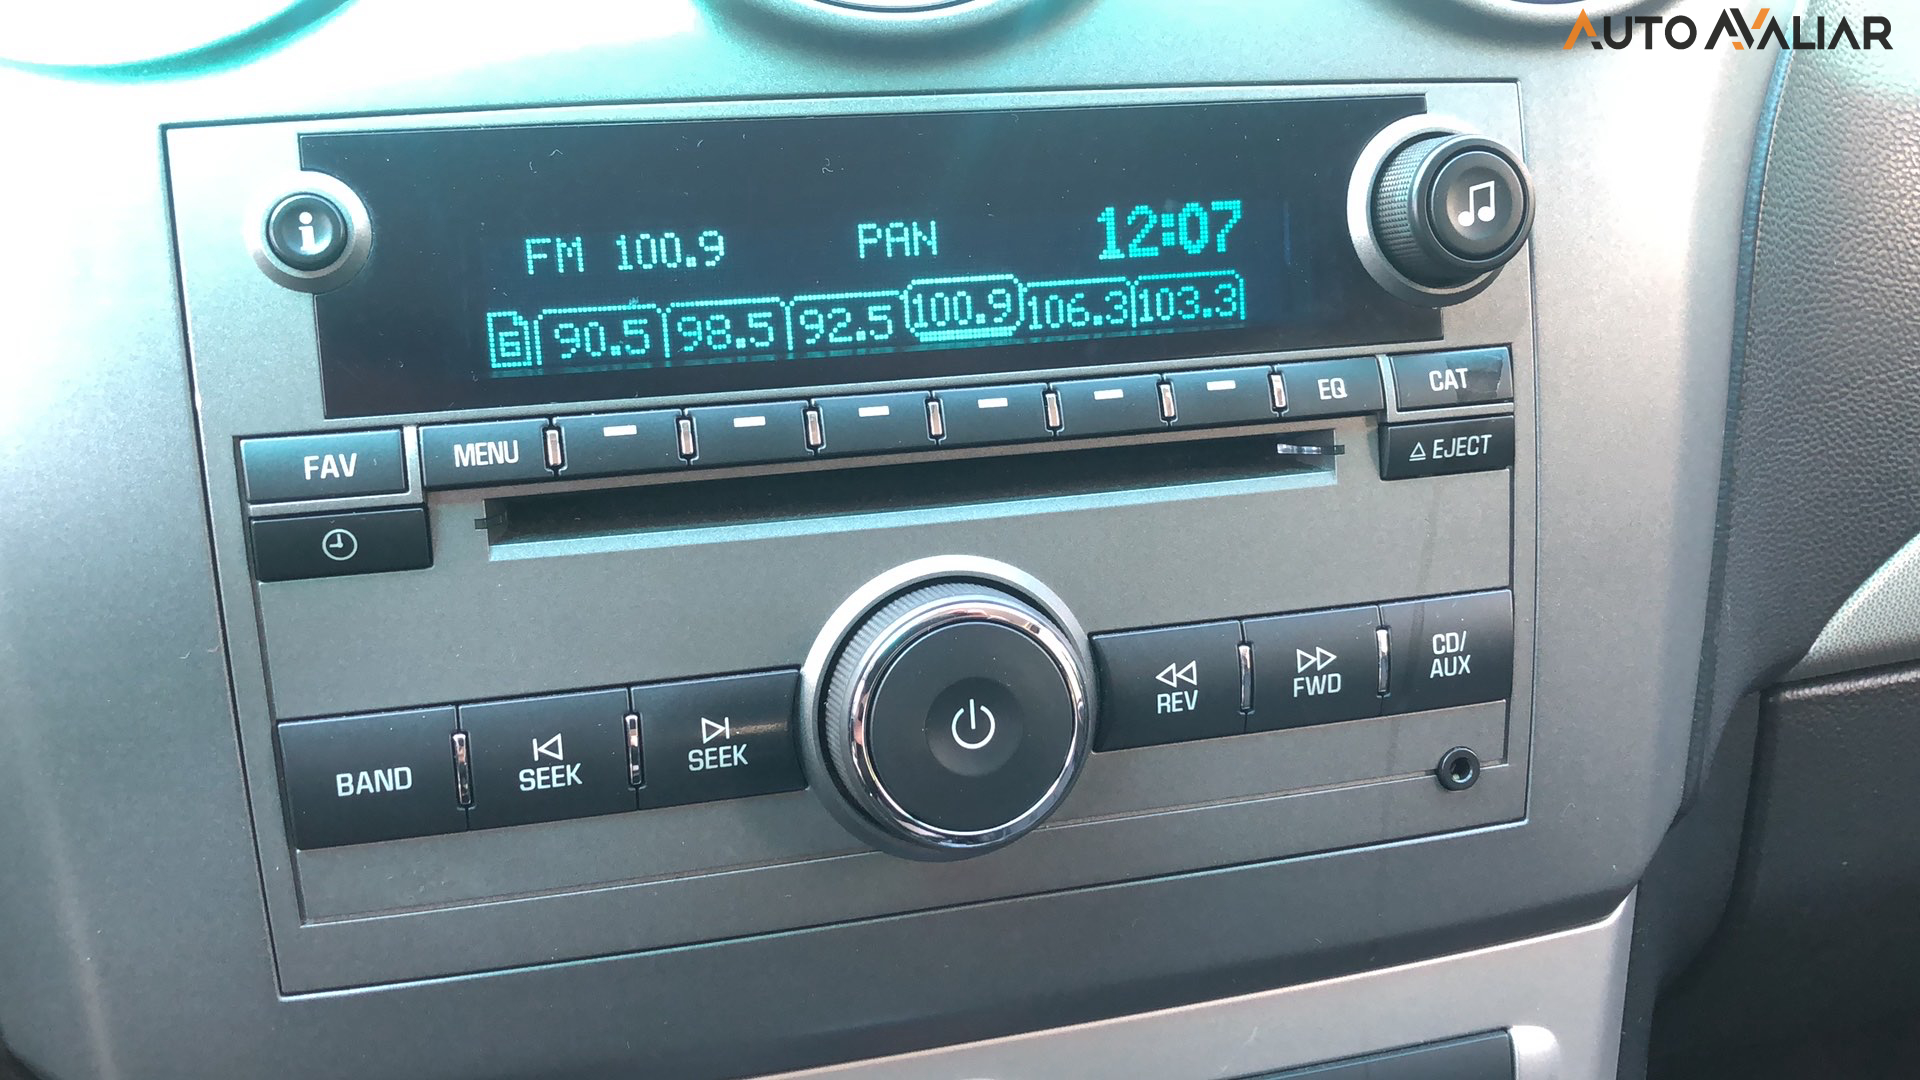 AUTO AVALIAR
i
FM 100.9 PAN 12:07
6 90.5 98.5 92.5 100.9 106.3 103.3
FAV MENU EQ CAT
EJECT
BAND SEEK SEEK REV FWD CD/
AUX